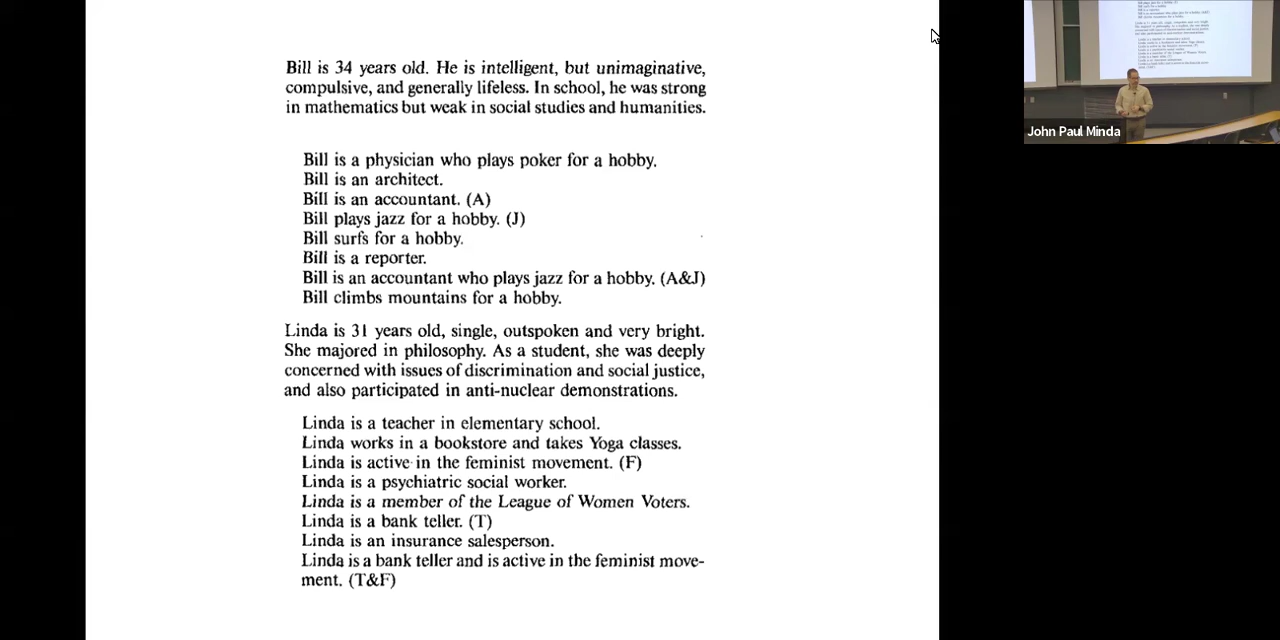 Bill is 34 years old. He is intelligent, but unimaginative,
compulsive, and generally lifeless. In school, he was strong
in mathematics but weak in social studies and humanities.
Bill is a physician who plays poker for a hobby.
Bill is an architect.
Bill is an accountant. (A)
Bill plays jazz for a hobby. (J)
Bill surfs for a hobby.
Bill is a reporter.
Bill is an accountant who plays jazz for a hobby. (A&J)
Bill climbs mountains for a hobby.
Linda is 31 years old, single, outspoken and very bright.
She majored in philosophy. As a student, she was deeply
concerned with issues of discrimination and social justice,
and also participated in anti-nuclear demonstrations.
Linda is a teacher in elementary school.
Linda works in a bookstore and takes Yoga classes.
Linda is active in the feminist movement. (F)
Linda is a psychiatric social worker.
Linda is a member of the League of Women Voters.
Linda is a bank teller. (T)
Linda is an insurance salesperson.
Linda is a bank teller and is active in the feminist move-
ment. (T&F)
John Paul Minda